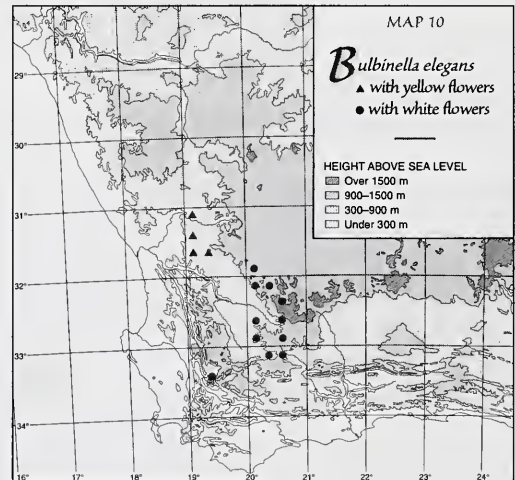 MAP 10
Bulbinella elegans
▲ with yellow flowers
● with white flowers
HEIGHT ABOVE SEA LEVEL
Over 1500 m
900–1500 m
300–900 m
Under 300 m
29°
30°
31°
32°
33°
34°
16° 17° 18° 19° 20° 21° 22° 23° 24°